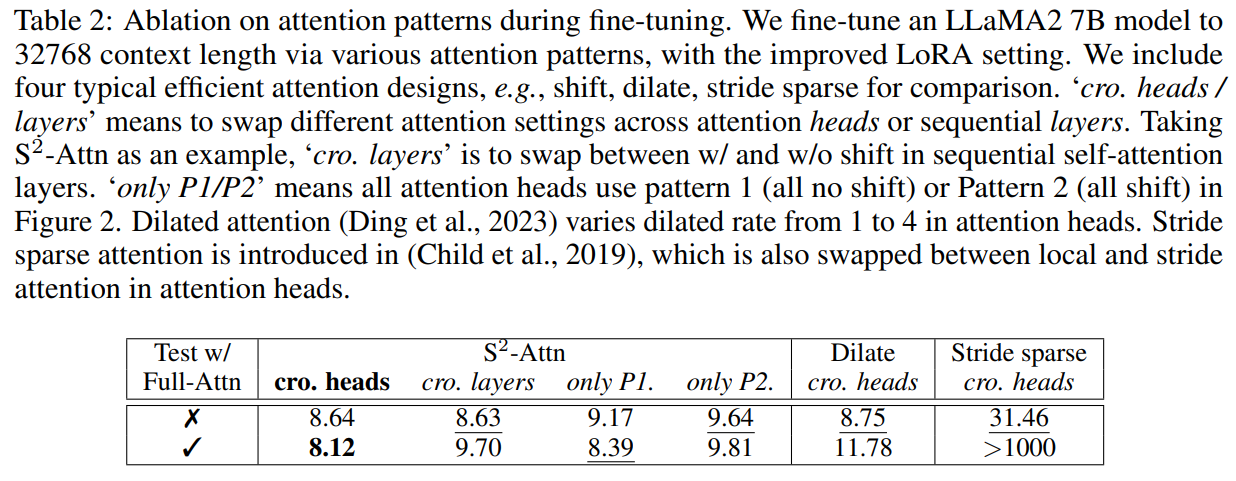 Table 2: Ablation on attention patterns during fine-tuning. We fine-tune an LLaMA2 7B model to
32768 context length via various attention patterns, with the improved LoRA setting. We include
four typical efficient attention designs, e.g., shift, dilate, stride sparse for comparison. ‘cro. heads /
layers’ means to swap different attention settings across attention heads or sequential layers. Taking
S²-Attn as an example, ‘cro. layers’ is to swap between w/ and w/o shift in sequential self-attention
layers. ‘only P1/P2’ means all attention heads use pattern 1 (all no shift) or Pattern 2 (all shift) in
Figure 2. Dilated attention (Ding et al., 2023) varies dilated rate from 1 to 4 in attention heads. Stride
sparse attention is introduced in (Child et al., 2019), which is also swapped between local and stride
attention in attention heads.
Test w/ S²-Attn Dilate Stride sparse
Full-Attn cro. heads cro. layers only P1. only P2. cro. heads cro. heads
✗ 8.64 8.63 9.17 9.64 8.75 31.46
✓ 8.12 9.70 8.39 9.81 11.78 >1000